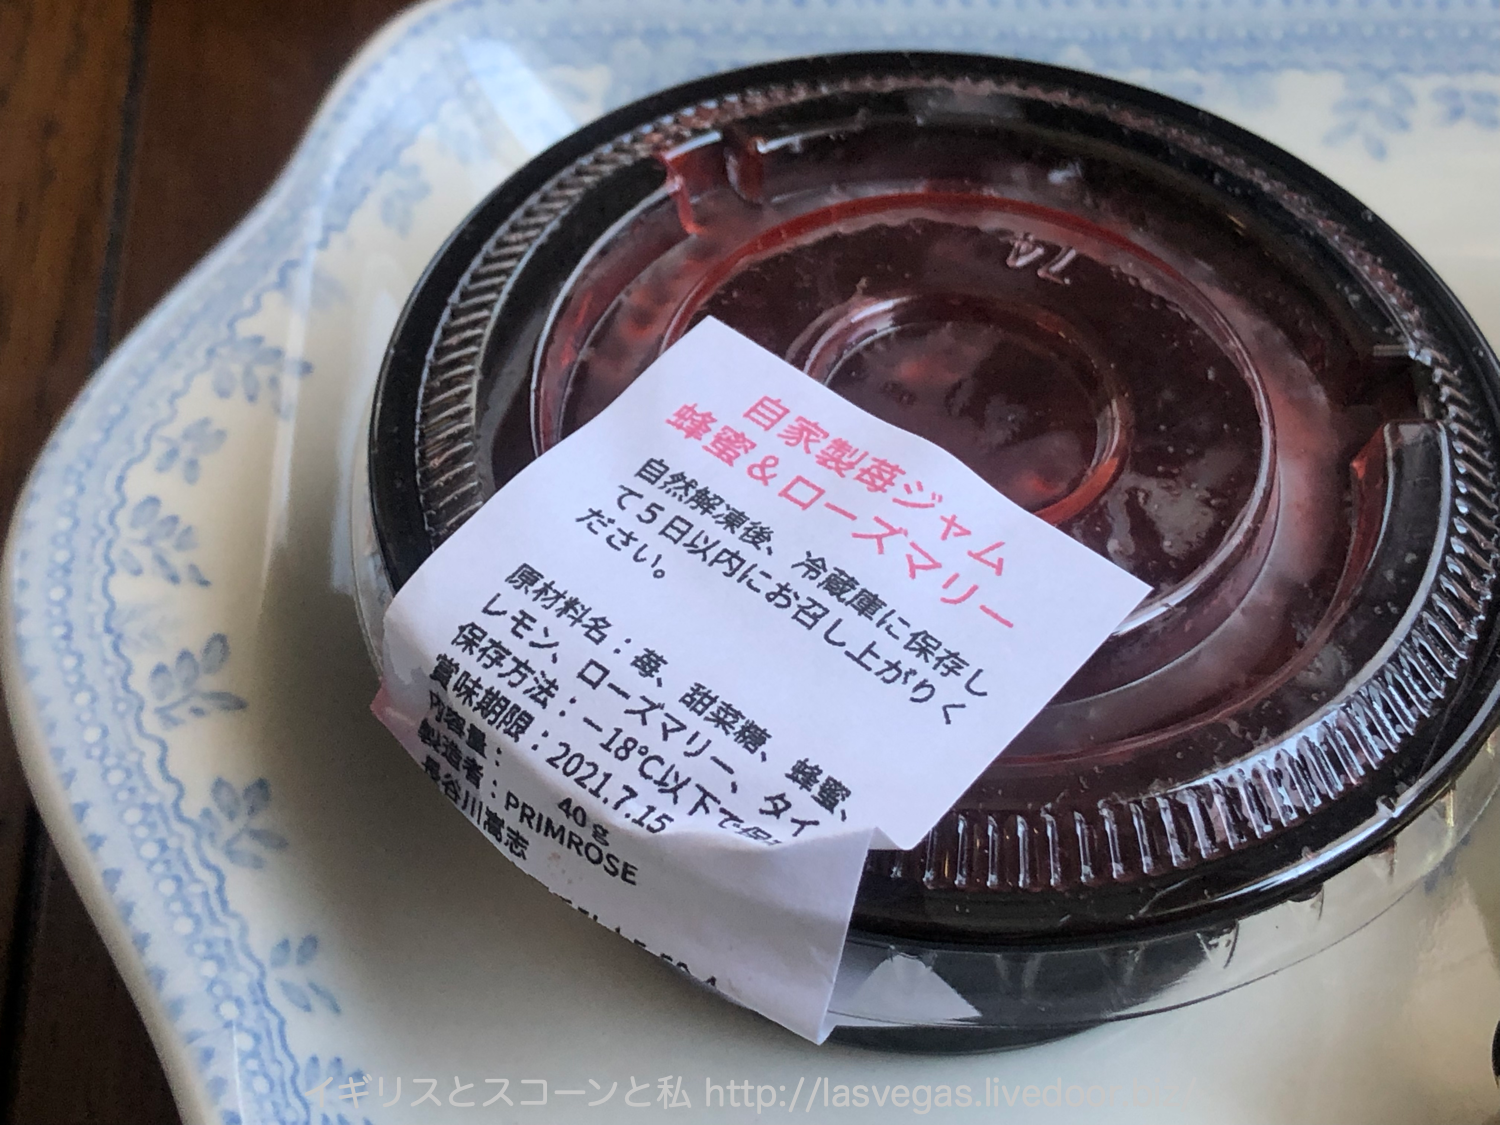 自家製苺ジャム
蜂蜜&ローズマリー
自然解凍後、冷蔵庫に保存し
て５日以内にお召し上がりく
ださい。
原材料名：苺、甜菜糖、蜂蜜、
レモン、ローズマリー、タイ
保存方法：−18℃以下で保
賞味期限：2021.7.15
内容量： 40g
製造者：PRIMROSE
長谷川高志
74
イギリスとスコーンと私 http://lasvegas.livedoor